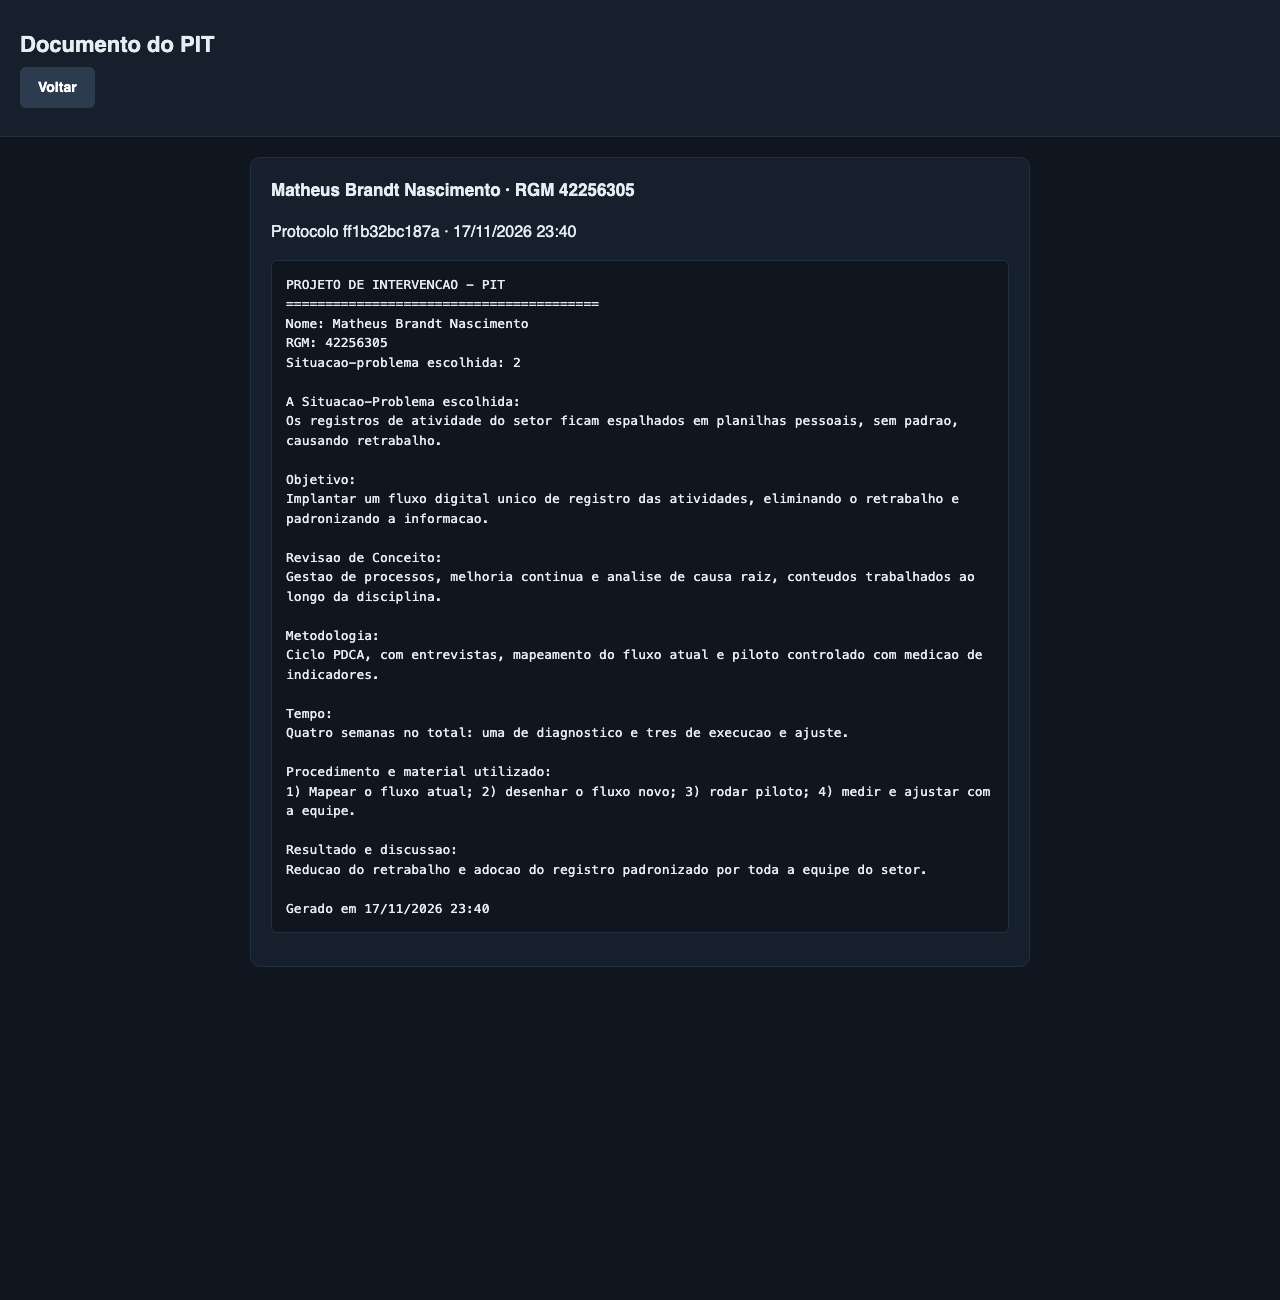 Documento do PIT
Voltar
Matheus Brandt Nascimento · RGM 42256305
Protocolo ff1b32bc187a · 17/11/2026 23:40
PROJETO DE INTERVENCAO - PIT
========================================
Nome: Matheus Brandt Nascimento
RGM: 42256305
Situacao-problema escolhida: 2
A Situacao-Problema escolhida:
Os registros de atividade do setor ficam espalhados em planilhas pessoais, sem padrao,
causando retrabalho.
Objetivo:
Implantar um fluxo digital unico de registro das atividades, eliminando o retrabalho e
padronizando a informacao.
Revisao de Conceito:
Gestao de processos, melhoria continua e analise de causa raiz, conteudos trabalhados ao
longo da disciplina.
Metodologia:
Ciclo PDCA, com entrevistas, mapeamento do fluxo atual e piloto controlado com medicao de
indicadores.
Tempo:
Quatro semanas no total: uma de diagnostico e tres de execucao e ajuste.
Procedimento e material utilizado:
1) Mapear o fluxo atual; 2) desenhar o fluxo novo; 3) rodar piloto; 4) medir e ajustar com
a equipe.
Resultado e discussao:
Reducao do retrabalho e adocao do registro padronizado por toda a equipe do setor.
Gerado em 17/11/2026 23:40